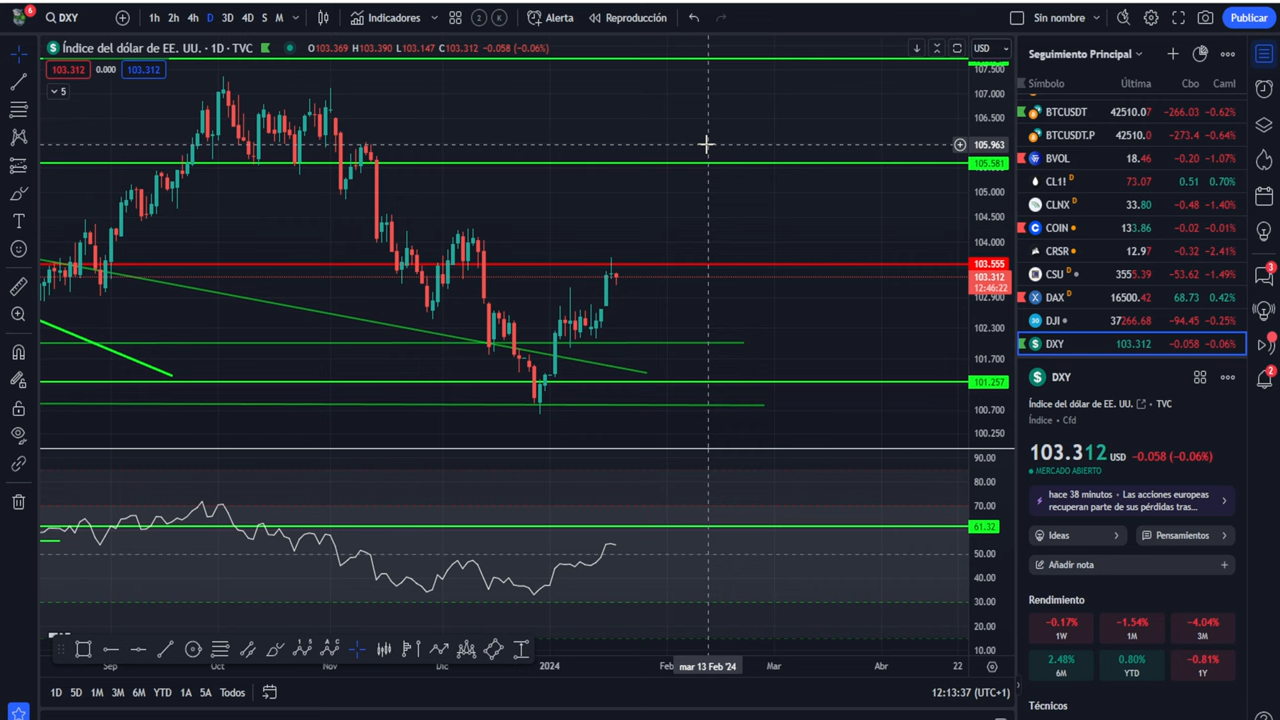 6
DXY
1h 2h 4h D 3D 4D S M
Indicadores
2 K
Alerta
Reproducción
Sin nombre
Publicar
Índice del dólar de EE. UU. · 1D · TVC
O103.369 H103.390 L103.147 C103.312 -0.058 (-0.06%)
103.312 0.000 103.312
5
USD
107.500
107.000
106.500
105.963
105.581
105.000
104.500
104.000
103.555
103.312
12:46:22
102.900
102.300
101.700
101.257
100.700
100.250
90.00
80.00
70.00
61.32
50.00
40.00
30.00
20.00
10.00
Sep Oct Nov Dic 2024 Feb mar 13 Feb '24 Mar Abr 22
1D 5D 1M 3M 6M YTD 1A 5A Todos
12:13:37 (UTC+1)
Seguimiento Principal
Símbolo Última Cbo Caml
BTCUSDT 42510.07 -266.03 -0.62%
BTCUSDT.P 42510.0 -273.4 -0.64%
BVOL 18.46 -0.20 -1.07%
CL1! D 73.07 0.51 0.70%
CLNX D 33.80 -0.48 -1.40%
COIN 133.86 -0.02 -0.01%
CRSR 12.97 -0.32 -2.41%
CSU D 3555.39 -53.62 -1.49%
DAX D 16500.42 68.73 0.42%
DJI 37266.68 -94.45 -0.25%
DXY 103.312 -0.058 -0.06%
DXY
Índice del dólar de EE. UU. • TVC
Índice • Cfd
103.312 USD -0.058 (-0.06%)
MERCADO ABIERTO
hace 38 minutos • Las acciones europeas
recuperan parte de sus pérdidas tras...
Ideas
Pensamientos
Añadir nota
Rendimiento
-0.17% -1.54% -4.04%
1W 1M 3M
2.48% 0.80% -0.81%
6M YTD 1Y
Técnicos
3
2